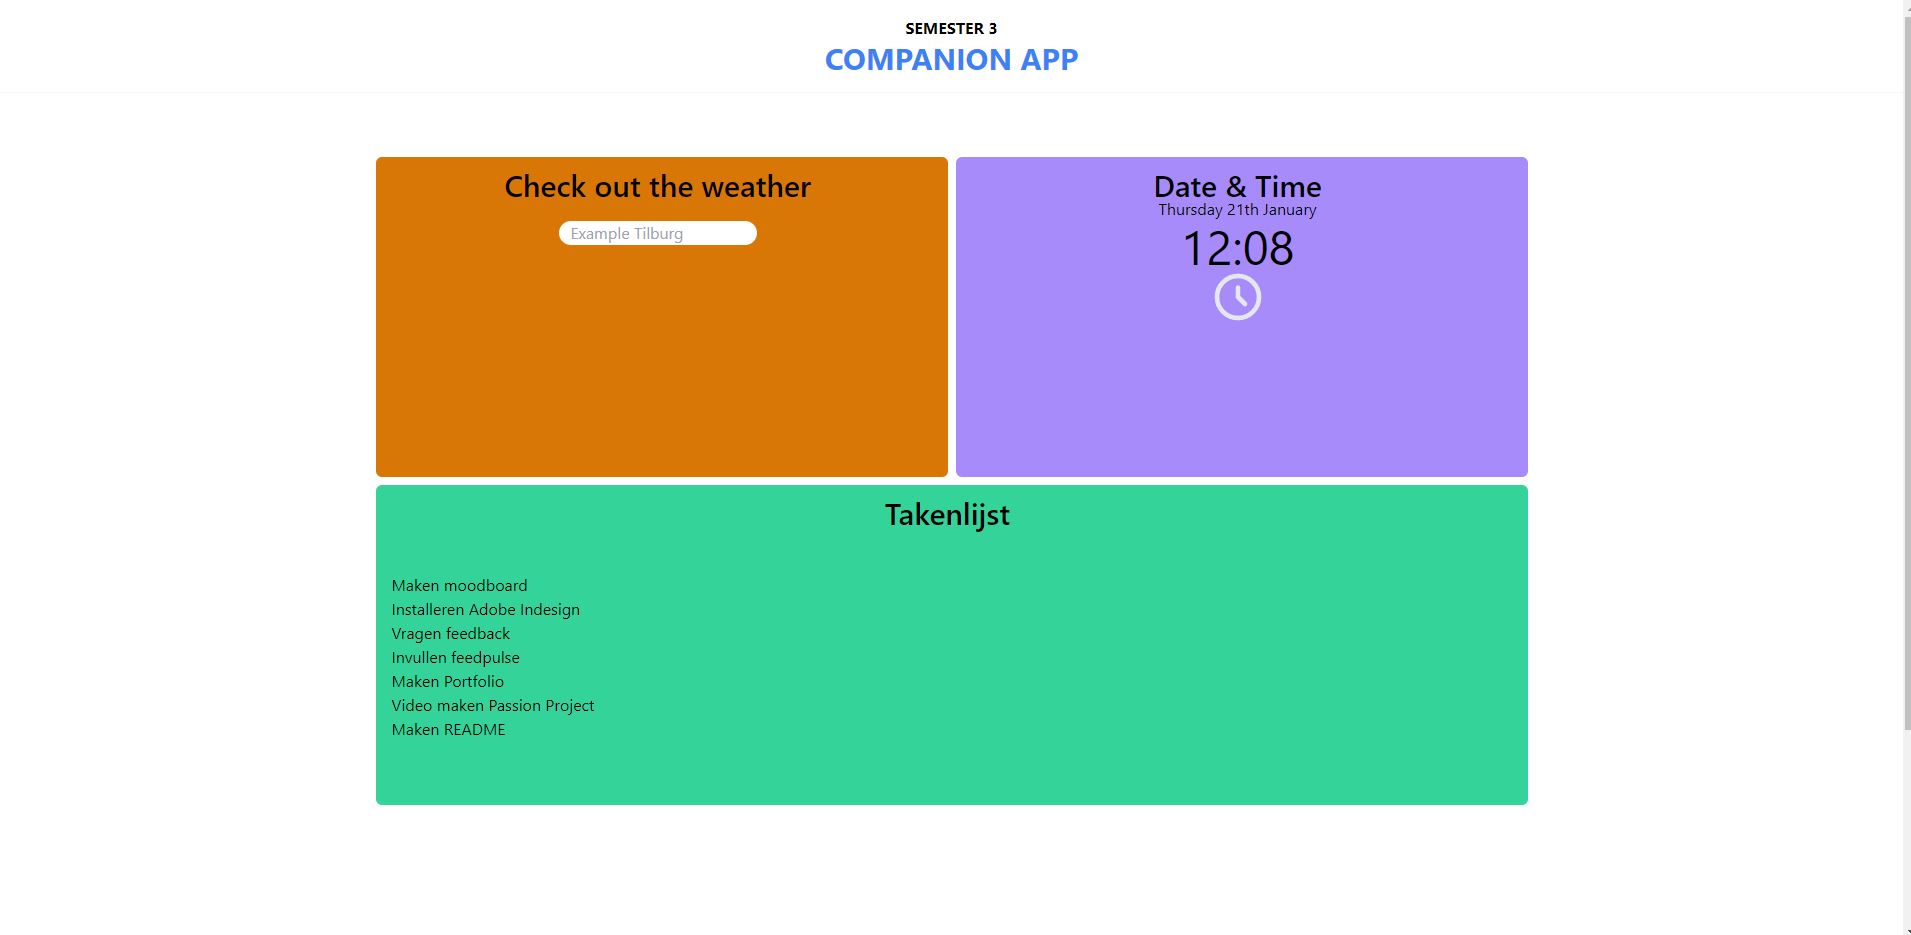 SEMESTER 3
COMPANION APP
Check out the weather
Example Tilburg
Date & Time
Thursday 21th January
12:08
Takenlijst
Maken moodboard
Installeren Adobe Indesign
Vragen feedback
Invullen feedpulse
Maken Portfolio
Video maken Passion Project
Maken README